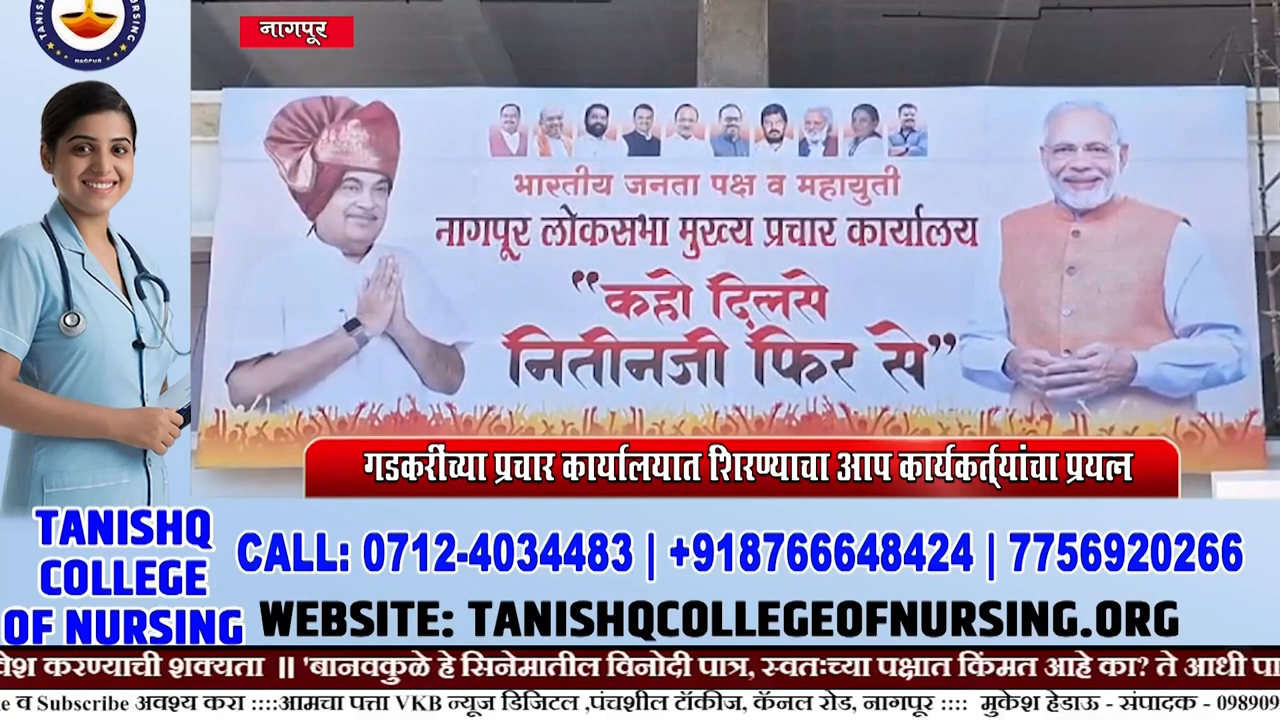 नागपूर
भारतीय जनता पक्ष व महायुती
नागपूर लोकसभा मुख्य प्रचार कार्यालय
"कहो दिलसे
नितीनजी फिर से"
गडकरींच्या प्रचार कार्यालयात शिरण्याचा आप कार्यकर्त्यांचा प्रयत्न
TANISHQ
COLLEGE
OF NURSING
CALL: 0712-4034483 | +918766648424 | 7756920266
WEBSITE: TANISHQCOLLEGEOFNURSING.ORG
वेश करण्याची शक्यता ॥ 'बानवकुळे हे सिनेमातील विनोदी पात्र, स्वतःच्या पक्षात किंमत आहे का? ते आधी पा
व Subscribe अवश्य करा ::::आमचा पत्ता VKB न्यूज डिजिटल ,पंचशील टॉकीज, कॅनल रोड, नागपूर :::: मुकेश हेडाऊ - संपादक - 098909